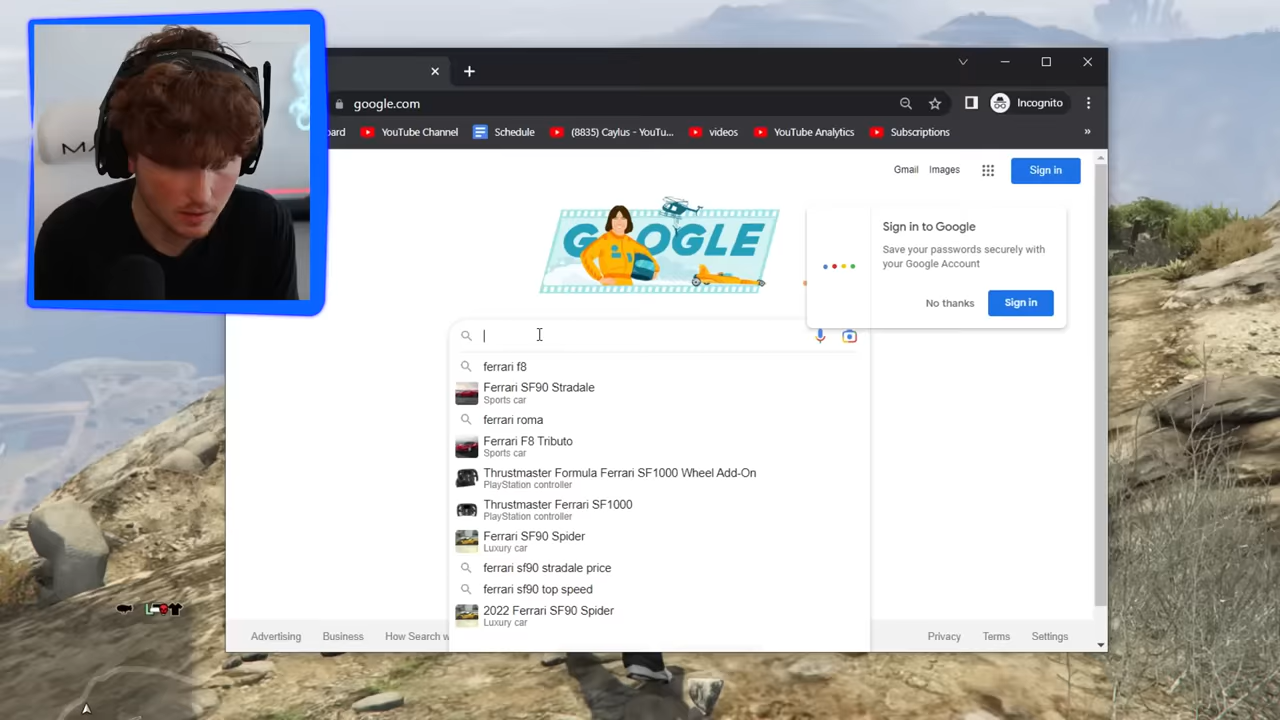 google.com
Incognito
ard
YouTube Channel
Schedule
(8835) Caylus - YouTu...
videos
YouTube Analytics
Subscriptions
»
Gmail
Images
Sign in
GOOGLE
Sign in to Google
Save your passwords securely with
your Google Account
No thanks
Sign in
ferrari f8
Ferrari SF90 Stradale
Sports car
ferrari roma
Ferrari F8 Tributo
Sports car
Thrustmaster Formula Ferrari SF1000 Wheel Add-On
PlayStation controller
Thrustmaster Ferrari SF1000
PlayStation controller
Ferrari SF90 Spider
Luxury car
ferrari sf90 stradale price
ferrari sf90 top speed
2022 Ferrari SF90 Spider
Luxury car
Advertising
Business
How Search w
Privacy
Terms
Settings